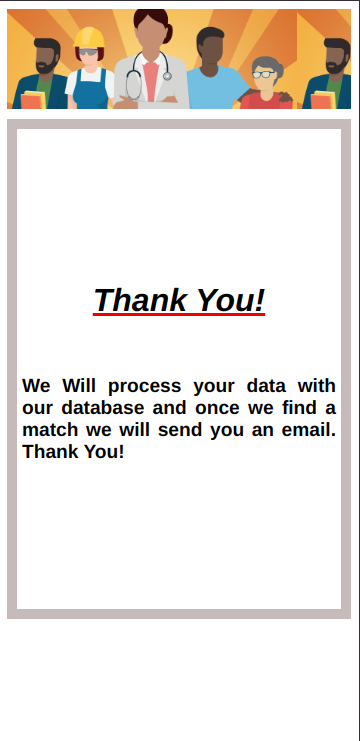 Thank You!
We Will process your data with
our database and once we find a
match we will send you an email.
Thank You!